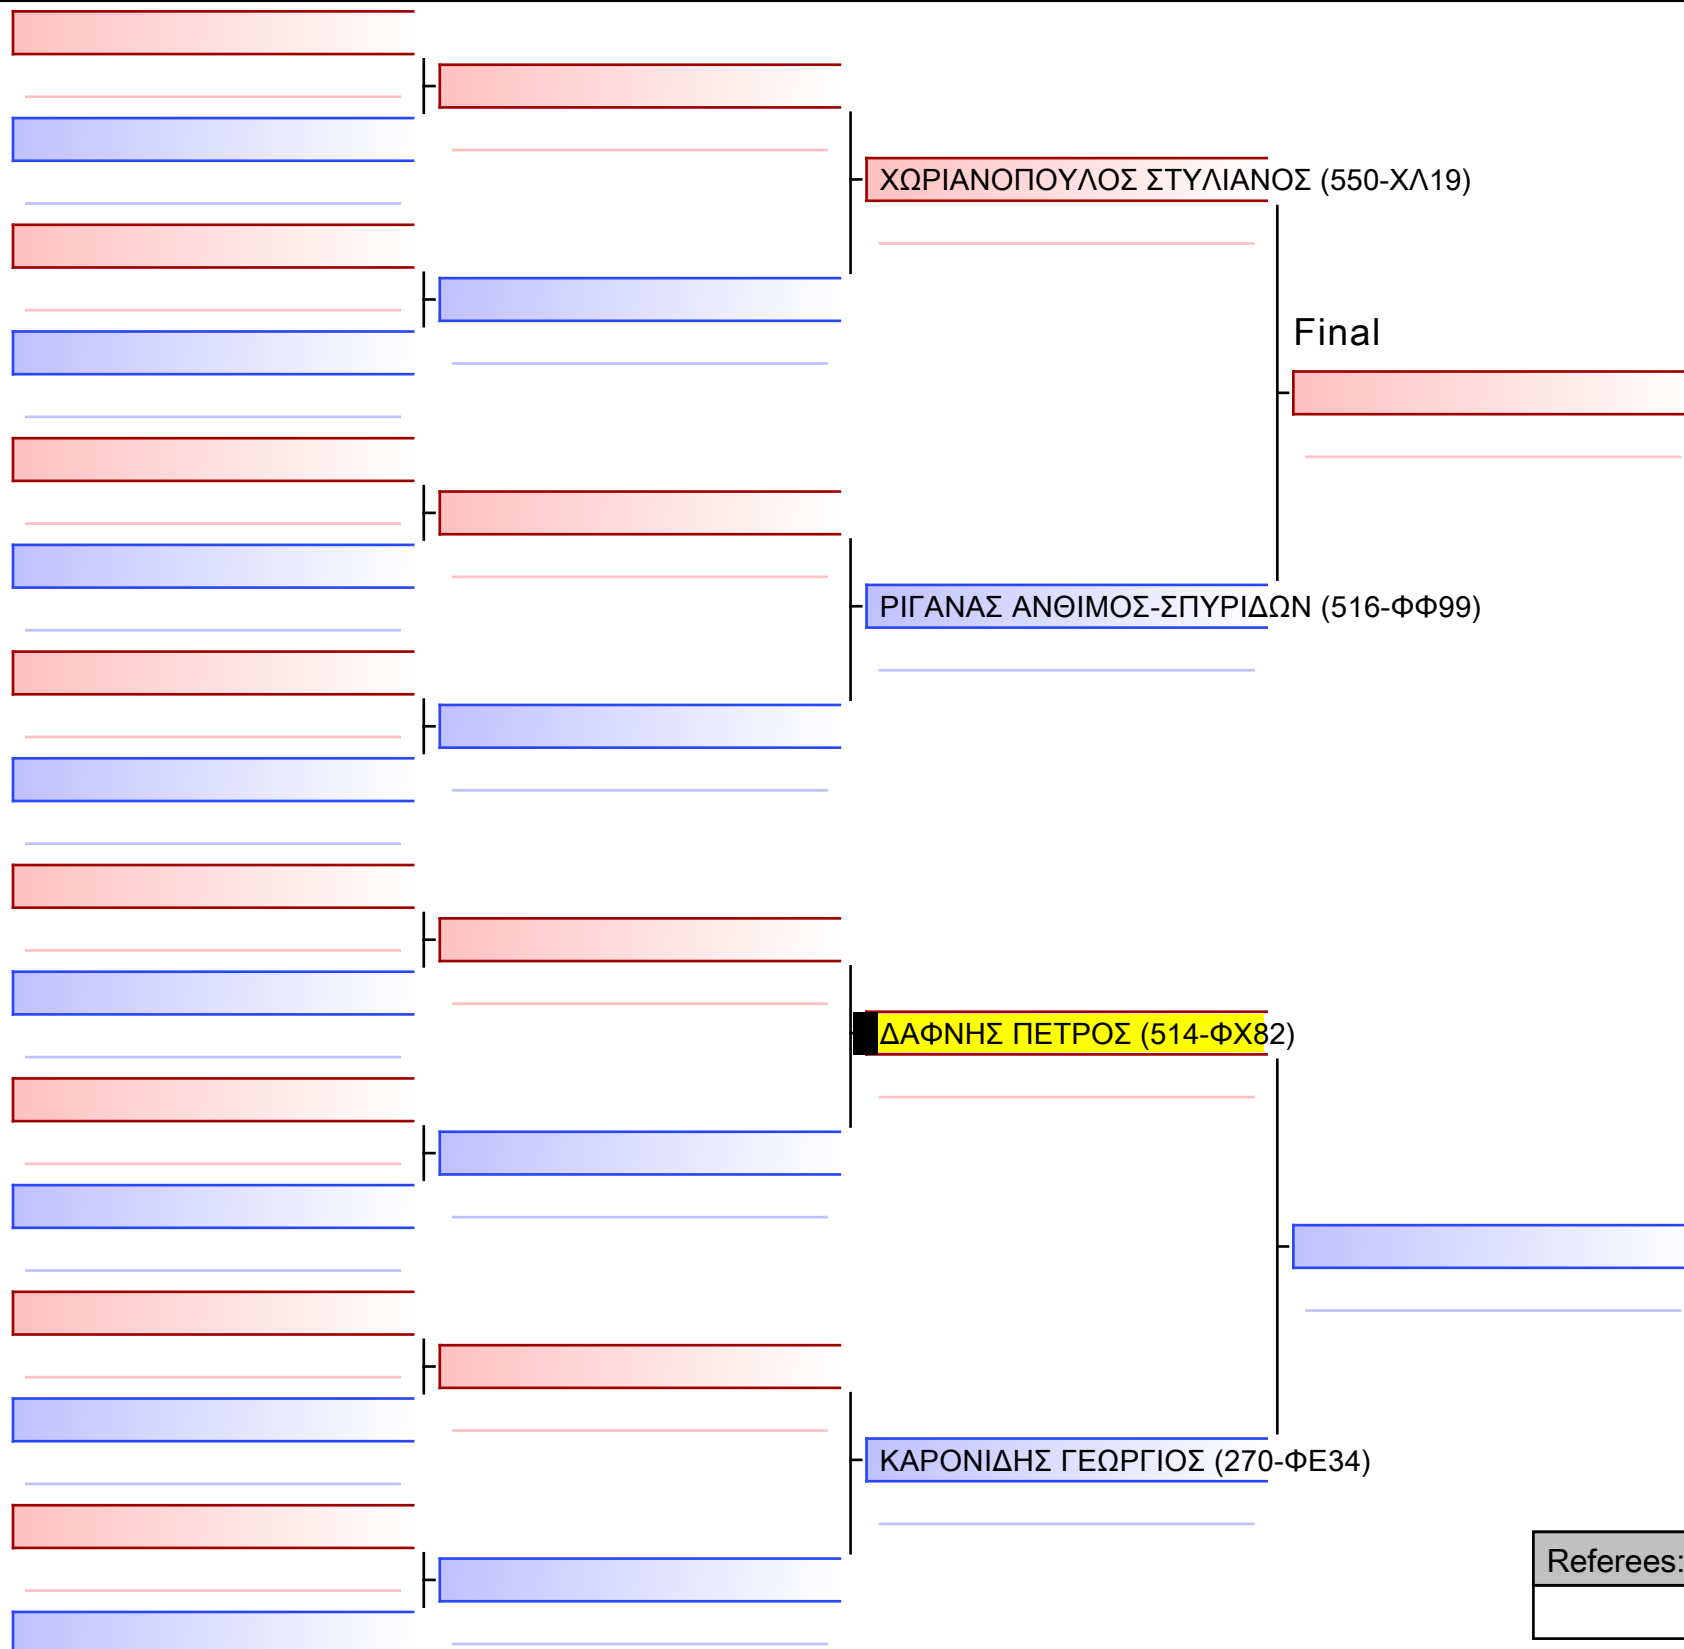 ΧΩΡΙΑΝΟΠΟΥΛΟΣ ΣΤΥΛΙΑΝΟΣ (550-ΧΛ19)
Final
ΡΙΓΑΝΑΣ ΑΝΘΙΜΟΣ-ΣΠΥΡΙΔΩΝ (516-ΦΦ99)
ΔΑΦΝΗΣ ΠΕΤΡΟΣ (514-ΦΧ82)
ΚΑΡΟΝΙΔΗΣ ΓΕΩΡΓΙΟΣ (270-ΦΕ34)
Referees: